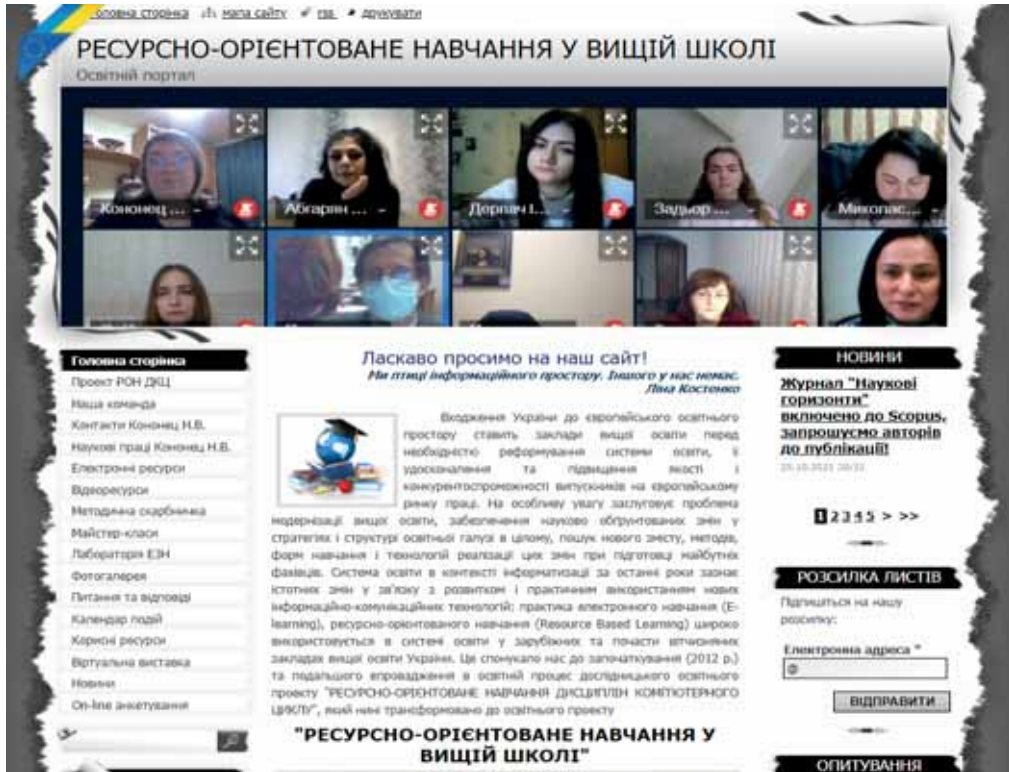 Головна сторінка мапа сайту rss друкувати
РЕСУРСНО-ОРІЄНТОВАНЕ НАВЧАННЯ У ВИЩІЙ ШКОЛІ
Освітній портал
Кононец ... Абгарян ... Дерпач І... Задьор ... Миколас...
Головна сторінка
Проект РОН ДКЦ
Наша команда
Контакти Кононец Н.В.
Наукові праці Кононец Н.В.
Електронні ресурси
Відеоресурси
Методична скарбничка
Майстер-класи
Лабораторія ЕЗН
Фотогалерея
Питання та відповіді
Календар подій
Корисні ресурси
Віртуальна виставка
Новини
On-line анкетування
Ласкаво просимо на наш сайт!
Ми птиці інформаційного простору. Іншого у нас немає.
Ліна Костенко
Входження України до європейського освітнього
простору ставить заклади вищої освіти перед
необхідністю реформування системи освіти, її
удосконалення та підвищення якості і
конкурентоспроможності випускників на європейському
ринку праці. На особливу увагу заслуговує проблема
модернізації вищої освіти, забезпечення науково обґрунтованих змін у
стратегіях і структурі освітньої галузі в цілому, пошук нового змісту, методів,
форм навчання і технологій реалізації цих змін при підготовці майбутніх
фахівців. Система освіти в контексті інформатизації за останні роки зазнає
істотних змін у зв'язку з розвитком і практичним використанням нових
інформаційно-комунікаційних технологій: практика електронного навчання (E-
learning), ресурсно-орієнтованого навчання (Resource Based Learning) широко
використовується в системі освіти у зарубіжних та почасти вітчизняних
закладах вищої освіти України. Це спонукало нас до започаткування (2012 р.)
та подальшого впровадження в освітній процес дослідницького освітнього
проекту "РЕСУРСНО-ОРІЄНТОВАНЕ НАВЧАННЯ ДИСЦИПЛІН КОМП'ЮТЕРНОГО
ЦИКЛУ", який нині трансформовано до освітнього проекту
"РЕСУРСНО-ОРІЄНТОВАНЕ НАВЧАННЯ У
ВИЩІЙ ШКОЛІ"
НОВИНИ
Журнал "Наукові
горизонти"
включено до Scopus,
запрошуємо авторів
до публікації!
1 2 3 4 5 > >>
РОЗСИЛКА ЛИСТІВ
Підпишіться на нашу
розсилку:
Електронна адреса *
@
ВІДПРАВИТИ
ОПИТУВАННЯ